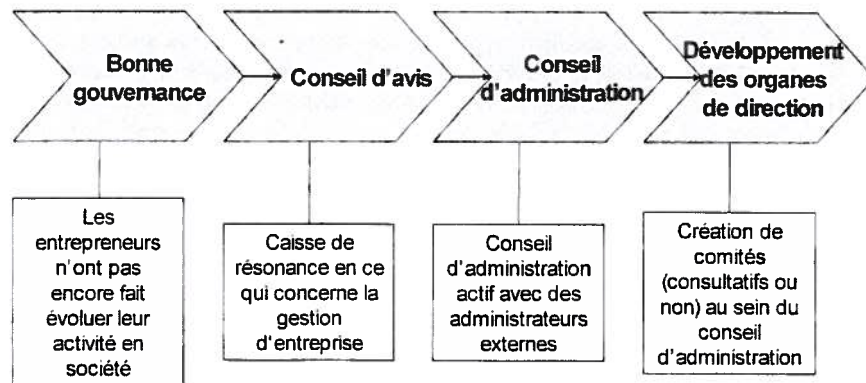 Bonne
gouvernance
Conseil d'avis
Conseil
d'administration
Développement
des organes
de direction
Les
entrepreneurs
n'ont pas
encore fait
évoluer leur
activité en
société
Caisse de
résonance en ce
qui concerne la
gestion
d'entreprise
Conseil
d'administration
actif avec des
administrateurs
externes
Création de
comités
(consultatifs ou
non) au sein du
conseil
d'administration